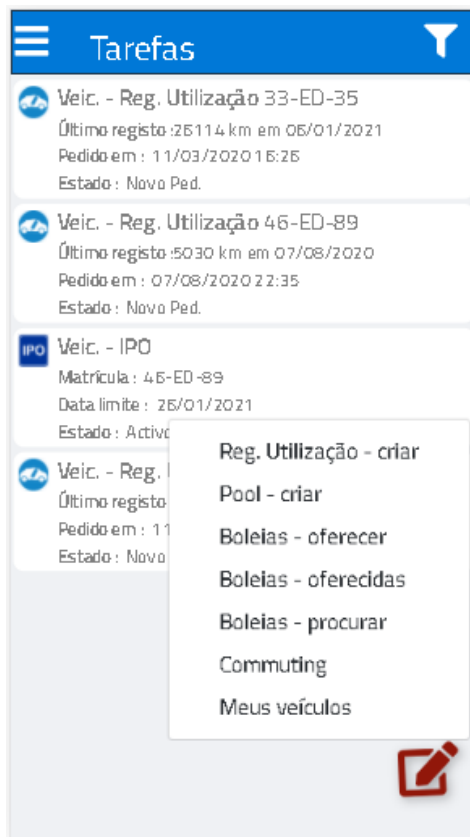 Tarefas
Veic. - Reg. Utilização 33-ED-35
Último registo :26114 km em 06/01/2021
Pedido em : 11/03/2020 16:26
Estado : Novo Ped.
Veic. - Reg. Utilização 46-ED-89
Último registo :5030 km em 07/08/2020
Pedido em : 07/08/2020 22:35
Estado : Novo Ped.
IPO Veic. - IPO
Matrícula : 46-ED-89
Data limite : 26/01/2021
Estado : Activo
Veic. - Reg.
Último registo
Pedido em : 11
Estado : Novo
Reg. Utilização - criar
Pool - criar
Boleias - oferecer
Boleias - oferecidas
Boleias - procurar
Commuting
Meus veículos